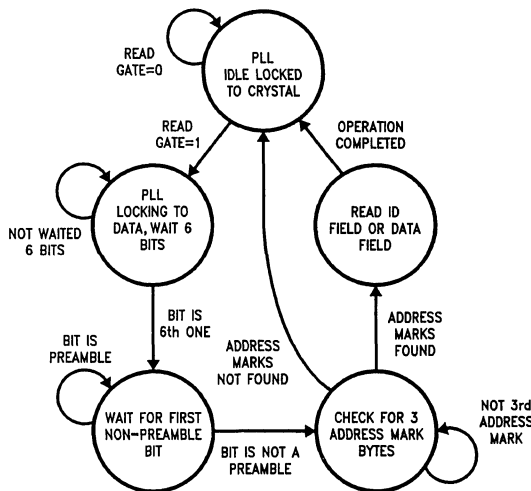 READ
GATE=0
PLL
IDLE LOCKED
TO CRYSTAL
READ
GATE=1
OPERATION
COMPLETED
PLL
LOCKING TO
DATA, WAIT 6
BITS
READ ID
FIELD OR DATA
FIELD
NOT WAITED
6 BITS
BIT IS
6th ONE
ADDRESS
MARKS
FOUND
BIT IS
PREAMBLE
ADDRESS
MARKS
NOT FOUND
WAIT FOR FIRST
NON-PREAMBLE
BIT
BIT IS NOT A
PREAMBLE
CHECK FOR 3
ADDRESS MARK
BYTES
NOT 3rd
ADDRESS
MARK